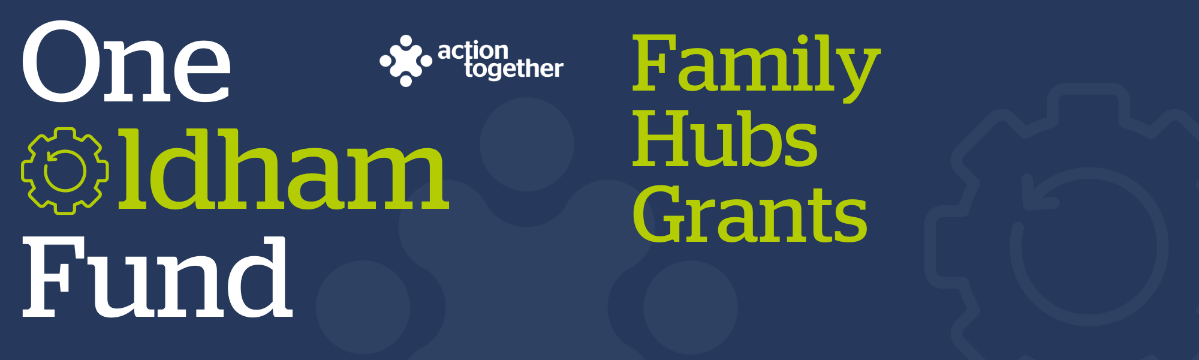 One
Oldham
Fund
action
together
Family
Hubs
Grants